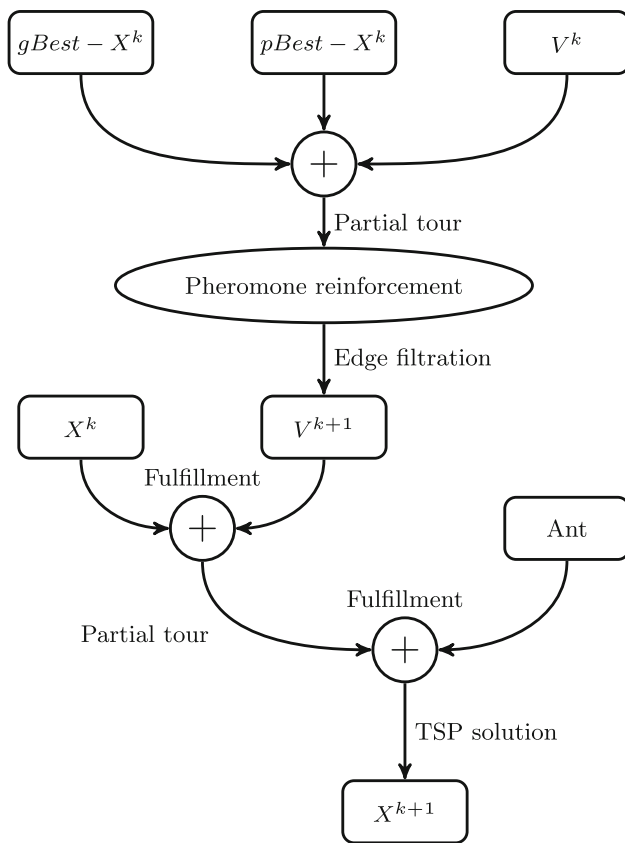 gBest − X^k
pBest − X^k
V^k
+
Partial tour
Pheromone reinforcement
Edge filtration
X^k
V^{k+1}
Fulfillment
+
Ant
Fulfillment
Partial tour
+
TSP solution
X^{k+1}